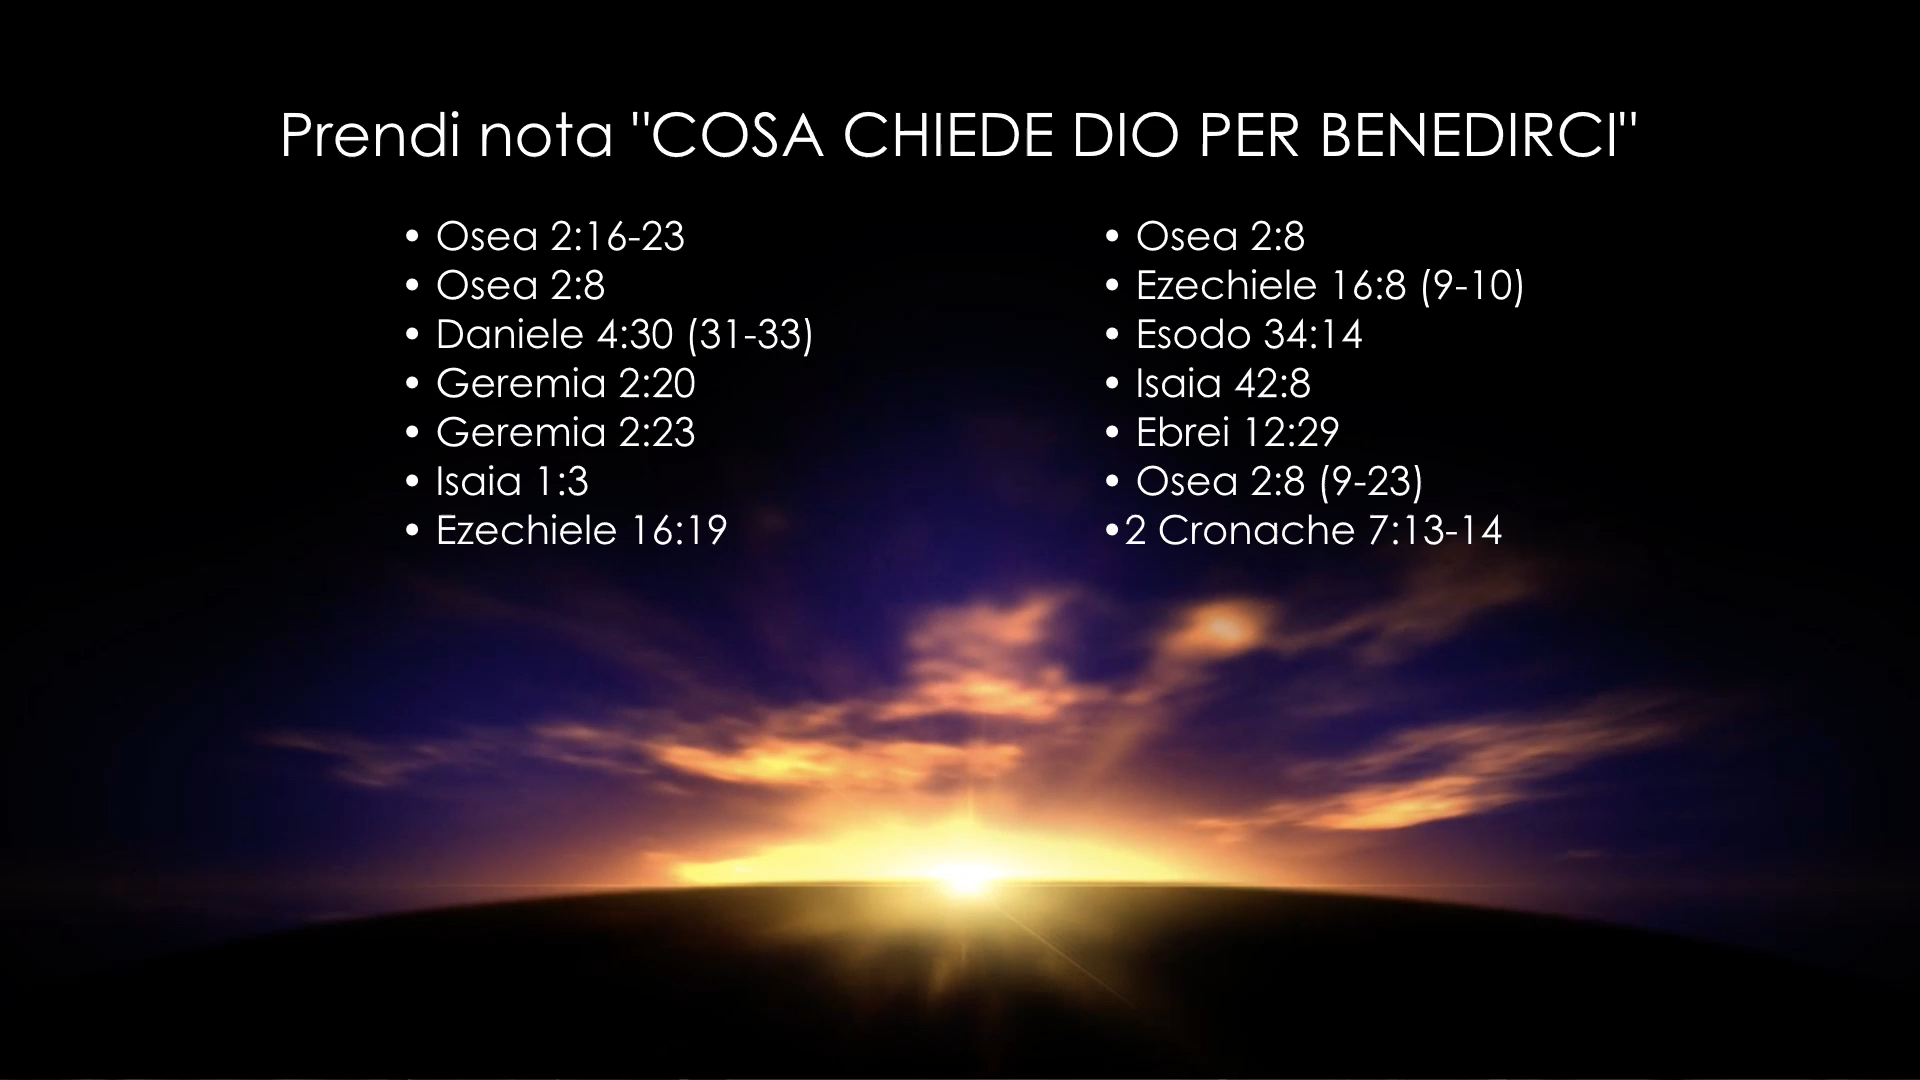 Prendi nota "COSA CHIEDE DIO PER BENEDIRCI"
• Osea 2:16-23
• Osea 2:8
• Daniele 4:30 (31-33)
• Geremia 2:20
• Geremia 2:23
• Isaia 1:3
• Ezechiele 16:19
• Osea 2:8
• Ezechiele 16:8 (9-10)
• Esodo 34:14
• Isaia 42:8
• Ebrei 12:29
• Osea 2:8 (9-23)
•2 Cronache 7:13-14